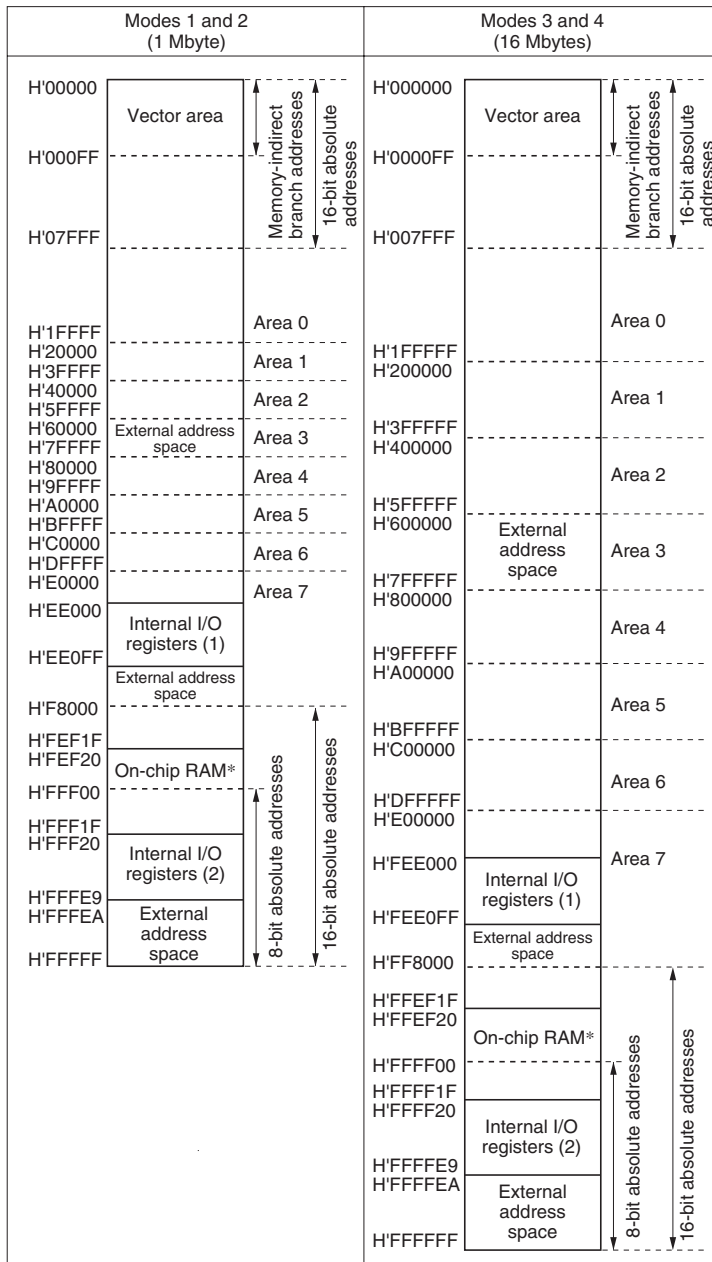 Modes 1 and 2
(1 Mbyte)
H'00000
Vector area
H'000FF
H'07FFF
Memory-indirect
branch addresses
16-bit absolute
addresses
H'1FFFF
Area 0
H'20000
H'3FFFF
Area 1
H'40000
H'5FFFF
Area 2
H'60000
H'7FFFF
External address
space
Area 3
H'80000
H'9FFFF
Area 4
H'A0000
H'BFFFF
Area 5
H'C0000
H'DFFFF
Area 6
H'E0000
Area 7
H'EE000
Internal I/O
registers (1)
H'EE0FF
External address
space
H'F8000
H'FEF1F
H'FEF20
On-chip RAM*
H'FFF00
H'FFF1F
H'FFF20
Internal I/O
registers (2)
H'FFFE9
H'FFFEA
External
address
space
H'FFFFF
8-bit absolute addresses
16-bit absolute addresses
Modes 3 and 4
(16 Mbytes)
H'000000
Vector area
H'0000FF
H'007FFF
Memory-indirect
branch addresses
16-bit absolute
addresses
Area 0
H'1FFFFF
H'200000
Area 1
H'3FFFFF
H'400000
Area 2
H'5FFFFF
H'600000
External
address
space
Area 3
H'7FFFFF
H'800000
Area 4
H'9FFFFF
H'A00000
Area 5
H'BFFFFF
H'C00000
Area 6
H'DFFFFF
H'E00000
Area 7
H'FEE000
Internal I/O
registers (1)
H'FEE0FF
External address
space
H'FF8000
H'FFEF1F
H'FFEF20
On-chip RAM*
H'FFFF00
H'FFFF1F
H'FFFF20
Internal I/O
registers (2)
H'FFFFE9
H'FFFFEA
External
address
space
H'FFFFFF
8-bit absolute addresses
16-bit absolute addresses